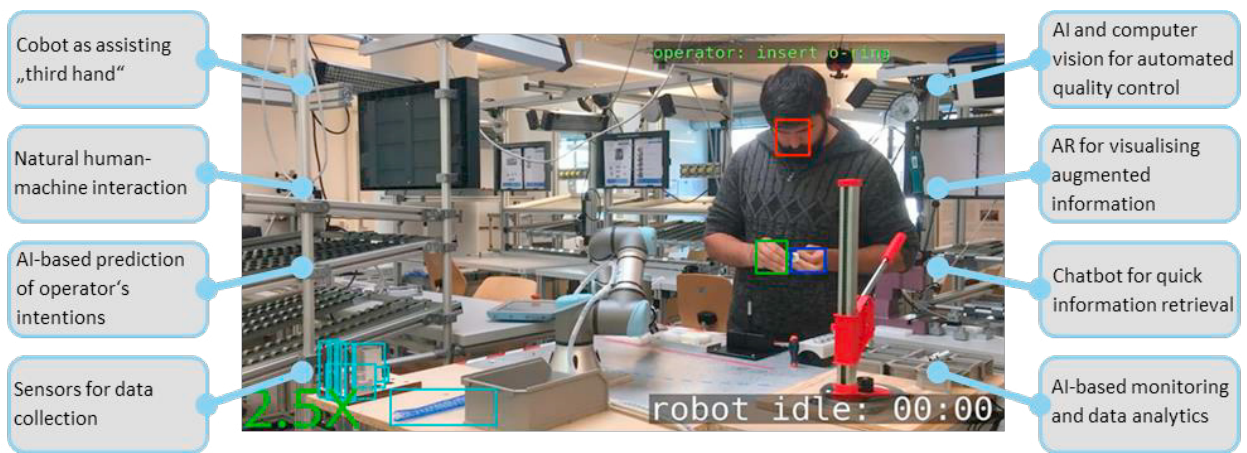 Cobot as assisting
„third hand“
Natural human-
machine interaction
AI-based prediction
of operator‘s
intentions
Sensors for data
collection
operator: insert o-ring
2.5X
robot idle: 00:00
AI and computer
vision for automated
quality control
AR for visualising
augmented
information
Chatbot for quick
information retrieval
AI-based monitoring
and data analytics